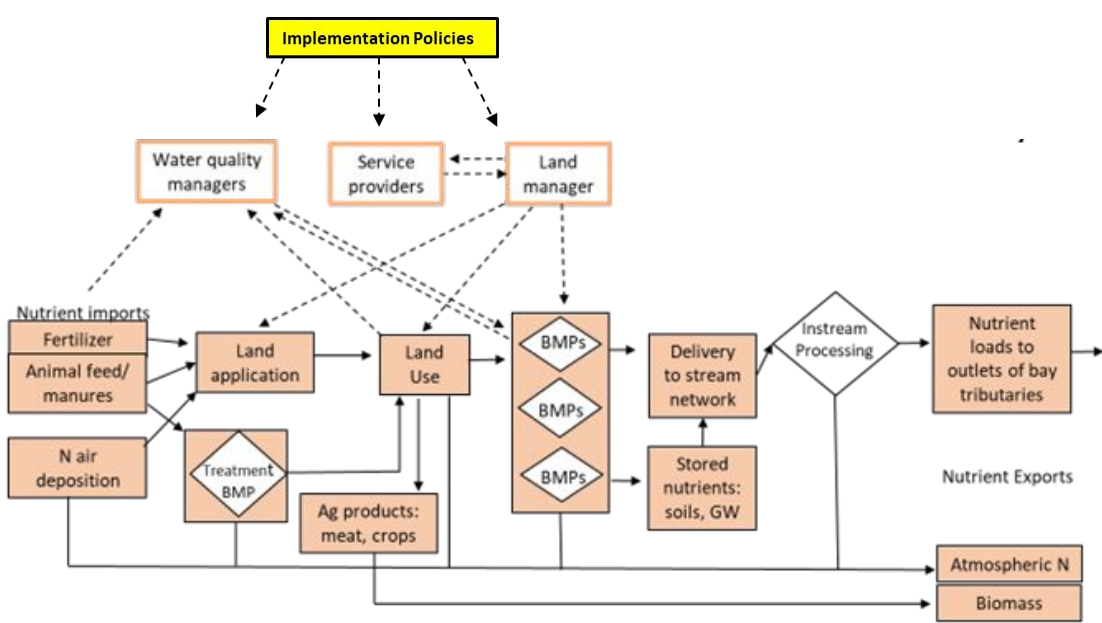 Implementation Policies
Water quality
managers
Service
providers
Land
manager
Nutrient imports
Fertilizer
Animal feed/
manures
N air
deposition
Land
application
Treatment
BMP
Land
Use
Ag products:
meat, crops
BMPs
BMPs
BMPs
Delivery
to stream
network
Stored
nutrients:
soils, GW
Instream
Processing
Nutrient
loads to
outlets of bay
tributaries
Nutrient Exports
Atmospheric N
Biomass